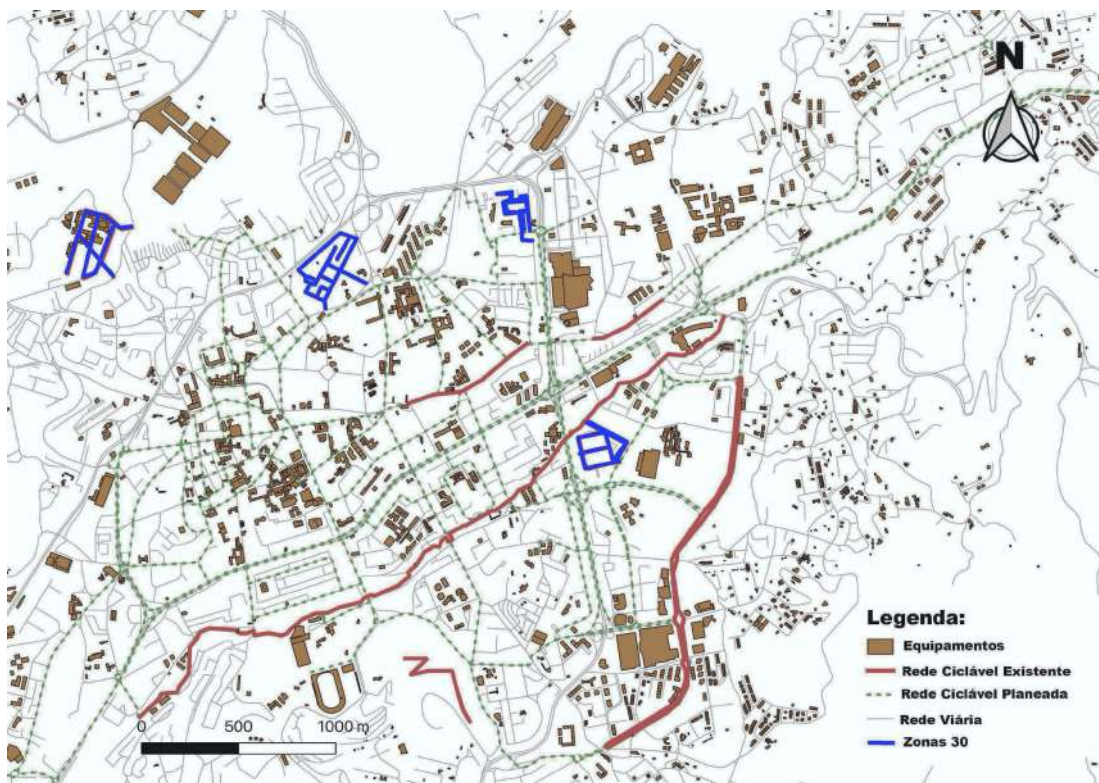 N
Legenda:
Equipamentos
Rede Ciclável Existente
Rede Ciclável Planeada
Rede Viária
Zonas 30
0 500 1000 m